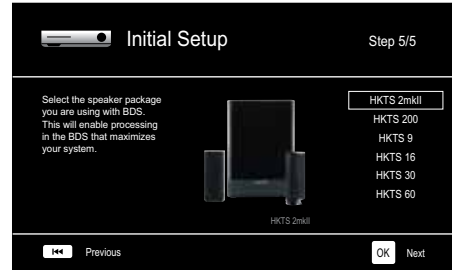 Initial Setup
Step 5/5
Select the speaker package
you are using with BDS.
This will enable processing
in the BDS that maximizes
your system.
HKTS 2mkII
HKTS 2mkII
HKTS 200
HKTS 9
HKTS 16
HKTS 30
HKTS 60
Previous
OK
Next